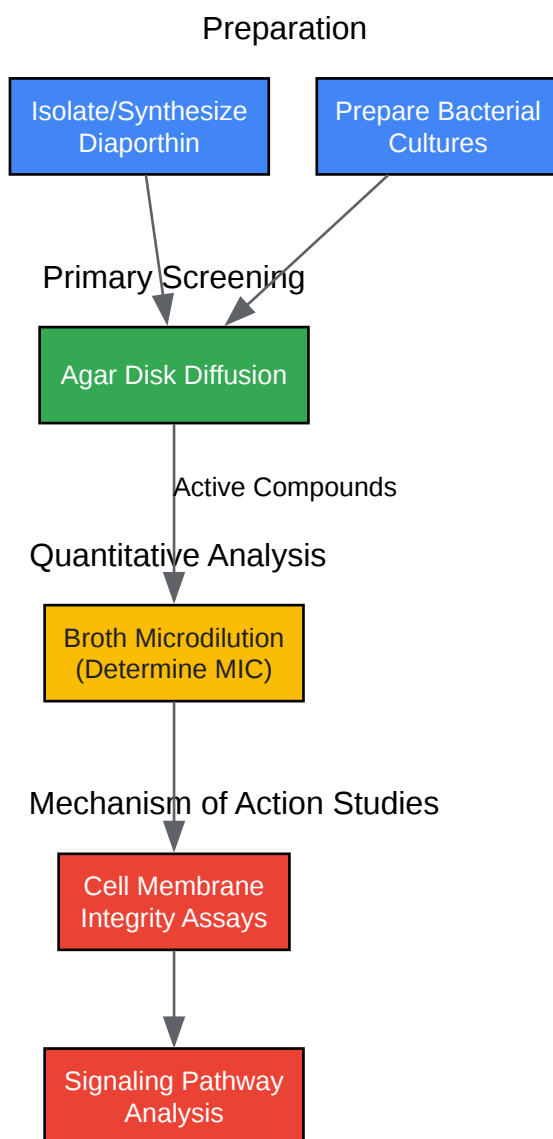 Preparation
Isolate/Synthesize
Diaporthin
Prepare Bacterial
Cultures
Primary Screening
Agar Disk Diffusion
Active Compounds
Quantitative Analysis
Broth Microdilution
(Determine MIC)
Mechanism of Action Studies
Cell Membrane
Integrity Assays
Signaling Pathway
Analysis